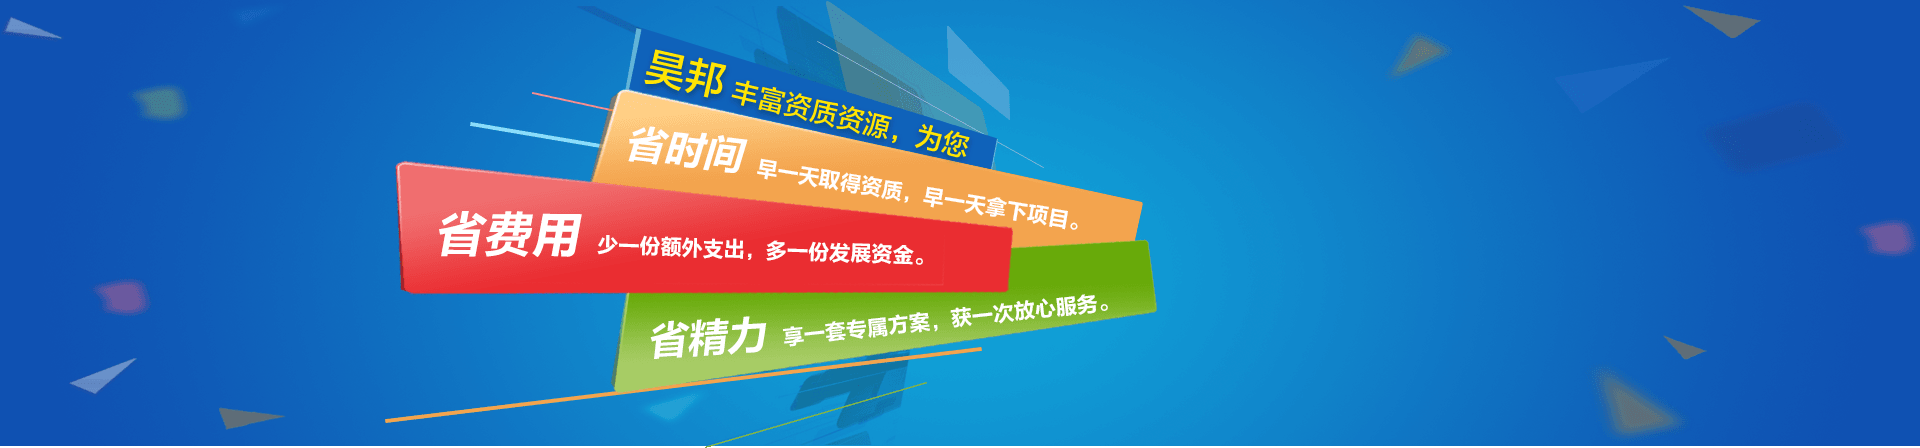 昊邦 丰富资质资源，为您
省时间 早一天取得资质，早一天拿下项目。
省费用 少一份额外支出，多一份发展资金。
省精力 享一套专属方案，获一次放心服务。